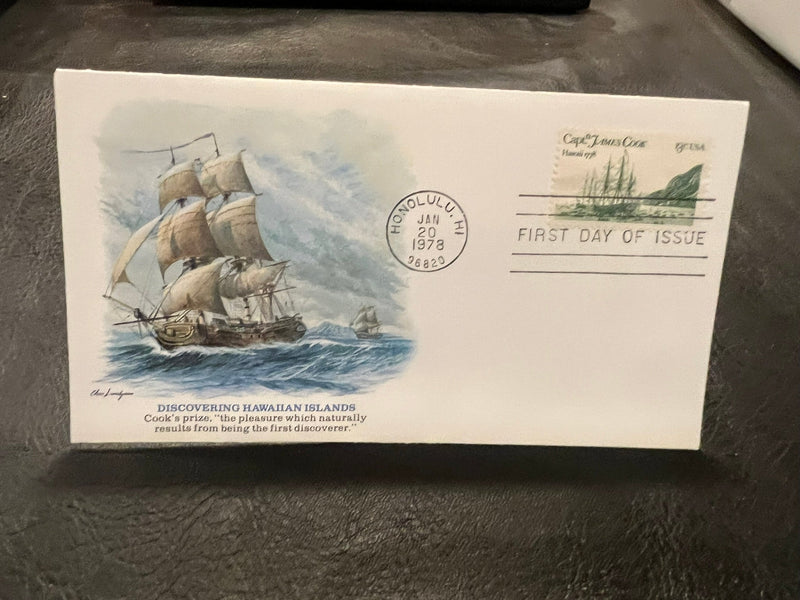 Capt. JAMES COOK
Hawaii 1778
13c USA
HONOLULU, HI
JAN
20
1978
96820
FIRST DAY OF ISSUE
DISCOVERING HAWAIIAN ISLANDS
Cook's prize, "the pleasure which naturally
results from being the first discoverer."